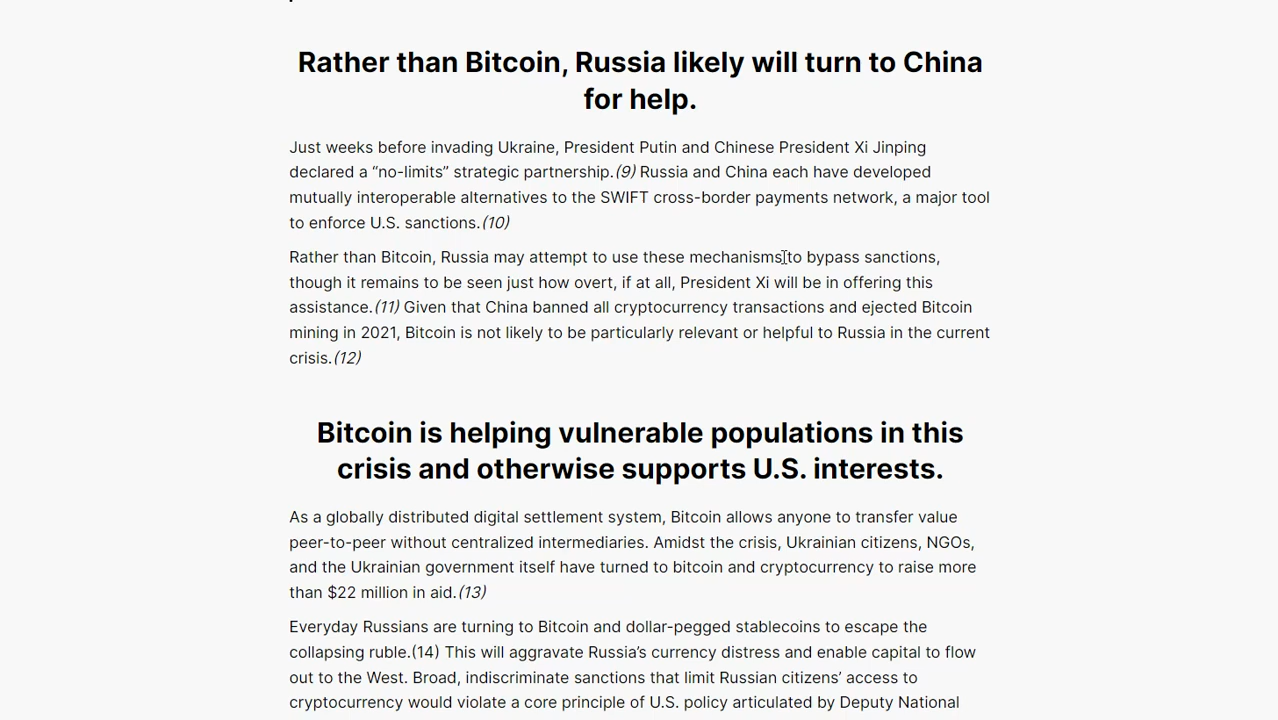 Rather than Bitcoin, Russia likely will turn to China
for help.
Just weeks before invading Ukraine, President Putin and Chinese President Xi Jinping
declared a “no-limits” strategic partnership.(9) Russia and China each have developed
mutually interoperable alternatives to the SWIFT cross-border payments network, a major tool
to enforce U.S. sanctions.(10)
Rather than Bitcoin, Russia may attempt to use these mechanisms to bypass sanctions,
though it remains to be seen just how overt, if at all, President Xi will be in offering this
assistance.(11) Given that China banned all cryptocurrency transactions and ejected Bitcoin
mining in 2021, Bitcoin is not likely to be particularly relevant or helpful to Russia in the current
crisis.(12)
Bitcoin is helping vulnerable populations in this
crisis and otherwise supports U.S. interests.
As a globally distributed digital settlement system, Bitcoin allows anyone to transfer value
peer-to-peer without centralized intermediaries. Amidst the crisis, Ukrainian citizens, NGOs,
and the Ukrainian government itself have turned to bitcoin and cryptocurrency to raise more
than $22 million in aid.(13)
Everyday Russians are turning to Bitcoin and dollar-pegged stablecoins to escape the
collapsing ruble.(14) This will aggravate Russia’s currency distress and enable capital to flow
out to the West. Broad, indiscriminate sanctions that limit Russian citizens’ access to
cryptocurrency would violate a core principle of U.S. policy articulated by Deputy National